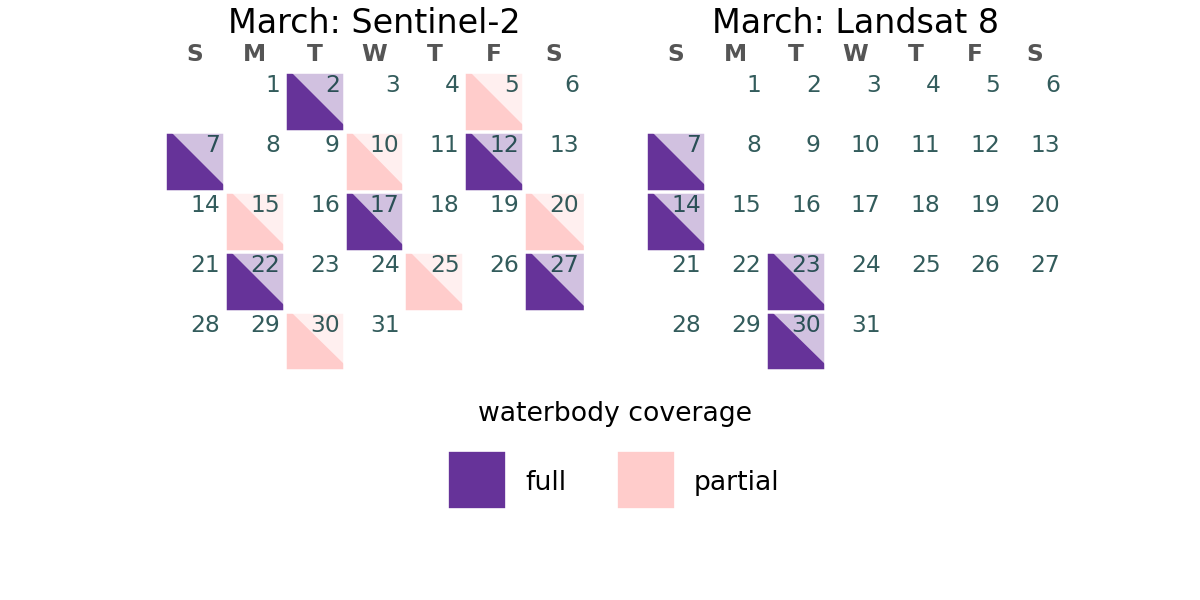 March: Sentinel-2
S M T W T F S
1 2 3 4 5 6
7 8 9 10 11 12 13
14 15 16 17 18 19 20
21 22 23 24 25 26 27
28 29 30 31
March: Landsat 8
S M T W T F S
1 2 3 4 5 6
7 8 9 10 11 12 13
14 15 16 17 18 19 20
21 22 23 24 25 26 27
28 29 30 31
waterbody coverage
full partial